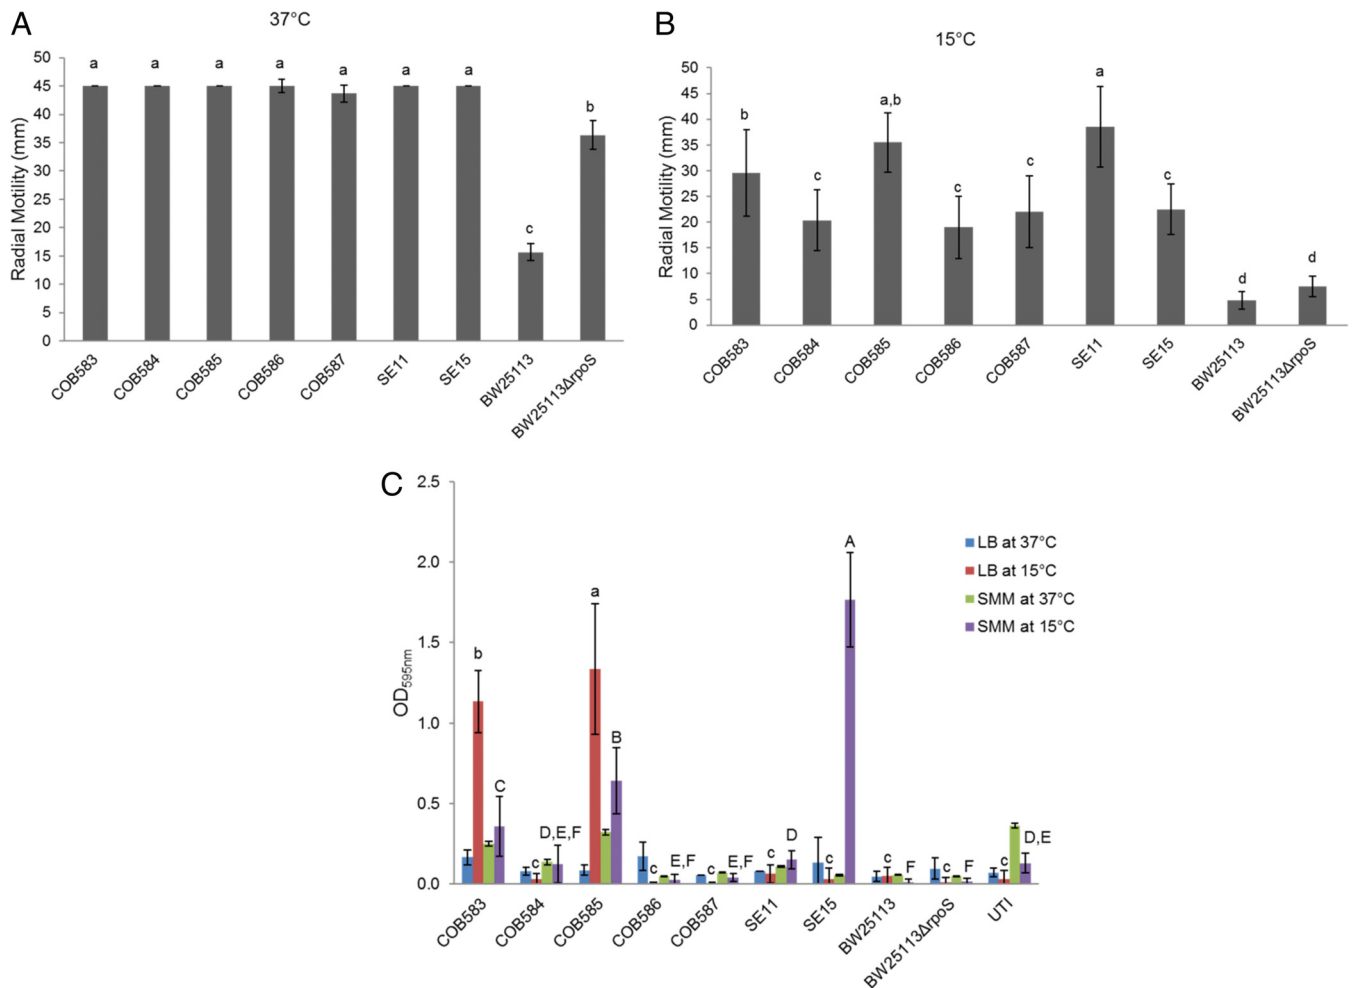 A
37°C
Radial Motility (mm)
50
45
40
35
30
25
20
15
10
5
0
a a a a a a a c b
COB583
COB584
COB585
COB586
COB587
SE11
SE15
BW25113
BW25113ΔrpoS
B
15°C
Radial Motility (mm)
50
45
40
35
30
25
20
15
10
5
0
b c a,b c c a c d d
COB583
COB584
COB585
COB586
COB587
SE11
SE15
BW25113
BW25113ΔrpoS
C
OD595nm
2.5
2.0
1.5
1.0
0.5
0.0
b C
c D,E,F
a B
c E,F
c E,F
c D
c A
c F
c F
c D,E
COB583
COB584
COB585
COB586
COB587
SE11
SE15
BW25113
BW25113ΔrpoS
UTI
LB at 37°C
LB at 15°C
SMM at 37°C
SMM at 15°C